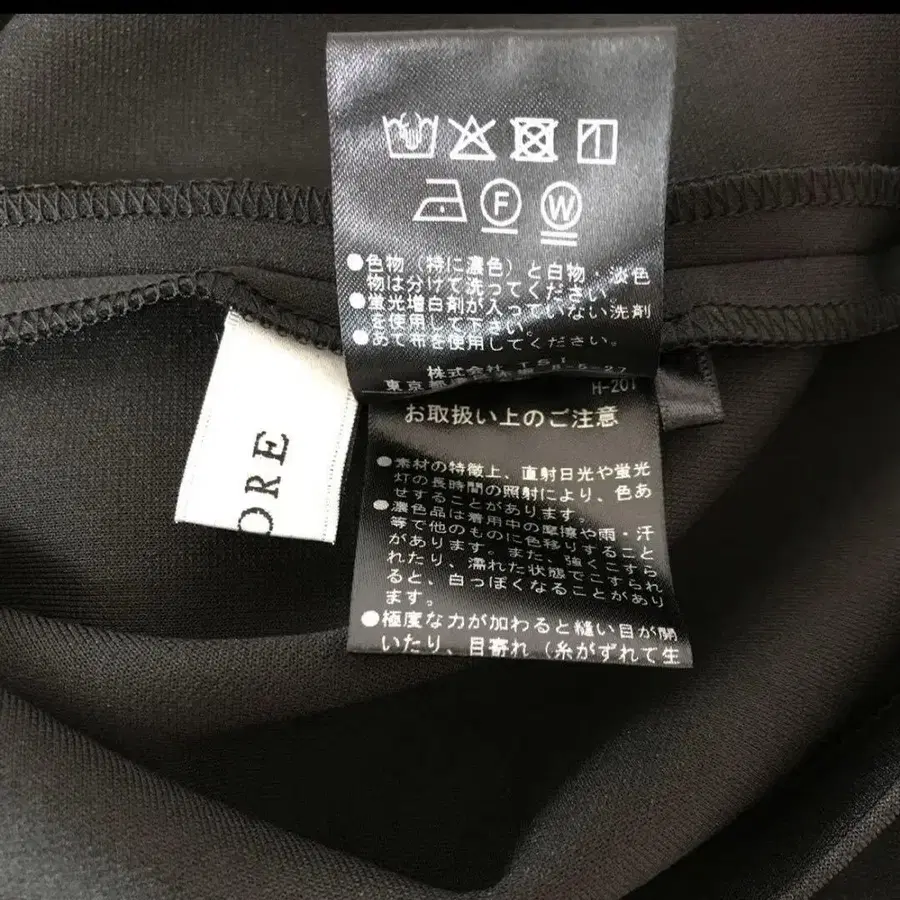 F W
●色物（特に濃色）と白物・淡色
物は分けて洗ってください。
●蛍光増白剤が入っていない洗剤
を使用して下さい。
●あて布を使用してください。
株式会社 TSI
東京都 8-5-27
H-201
お取扱い上のご注意
●素材の特徴上、直射日光や蛍光
灯の長時間の照射により、色あ
せすることがあります。
●濃色品は着用中の摩擦や雨・汗
等で他のものに色移りすること
があります。また、強くこすら
れたり、濡れた状態でこすられ
ると、白っぽくなることがあり
ます。
●極度な力が加わると縫い目が開
いたり、目寄れ（糸がずれて生
ORE